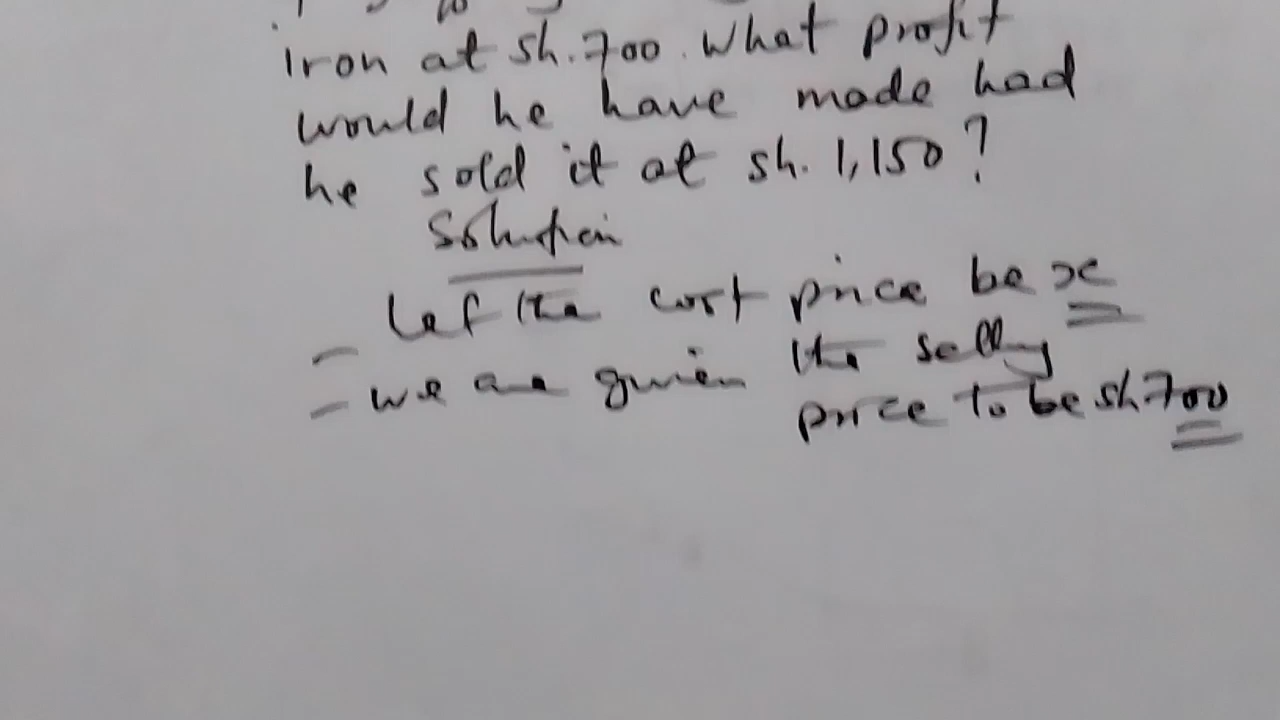 iron at sh.700. What profit
would he have made had
he sold it at sh. 1,150?
Solution
– Let the cost price be x
– we are given the selling
price to be sh.700